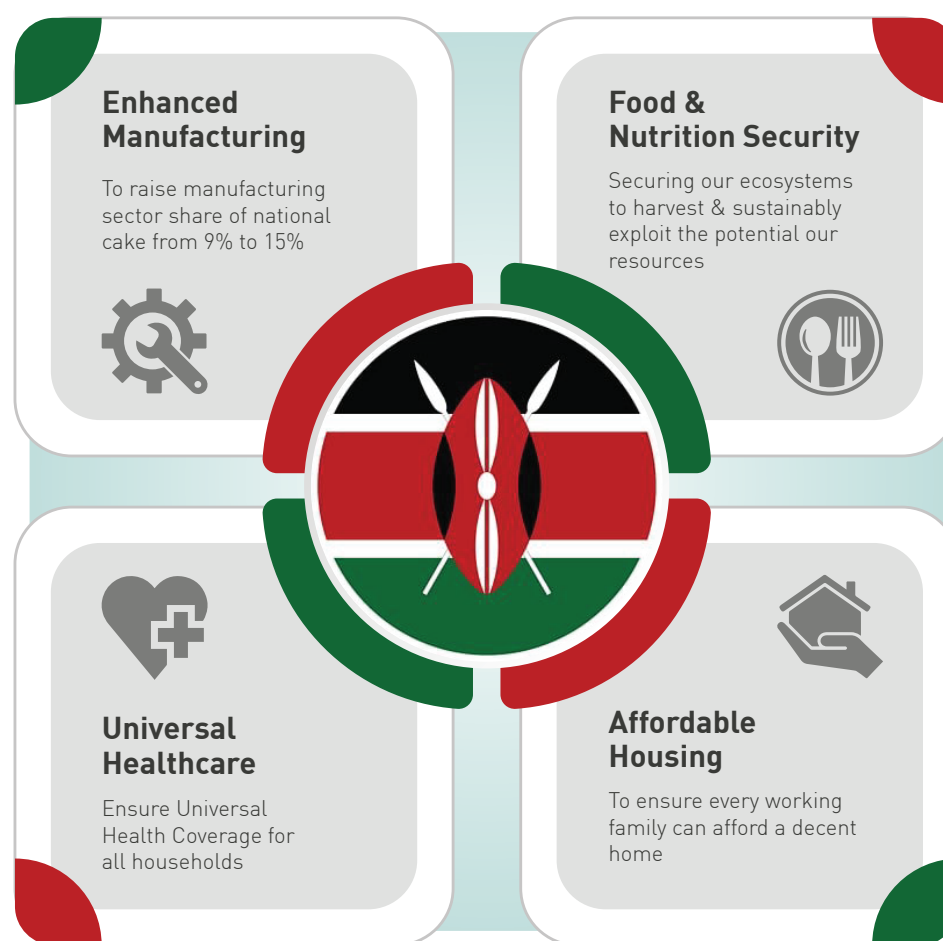 Enhanced
Manufacturing
To raise manufacturing
sector share of national
cake from 9% to 15%
Food &
Nutrition Security
Securing our ecosystems
to harvest & sustainably
exploit the potential our
resources
Universal
Healthcare
Ensure Universal
Health Coverage for
all households
Affordable
Housing
To ensure every working
family can afford a decent
home